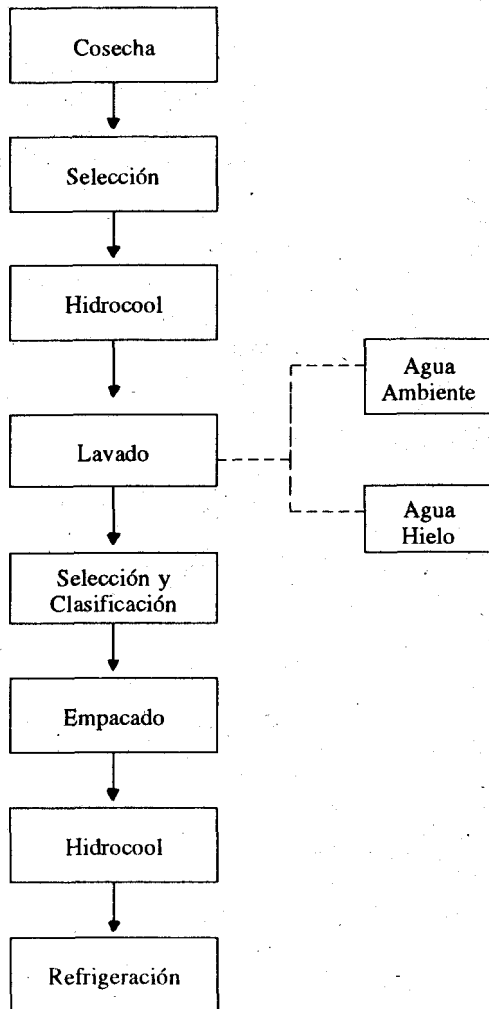 Cosecha
Selección
Hidrocool
Agua
Ambiente
Lavado
Agua
Hielo
Selección y
Clasificación
Empacado
Hidrocool
Refrigeración